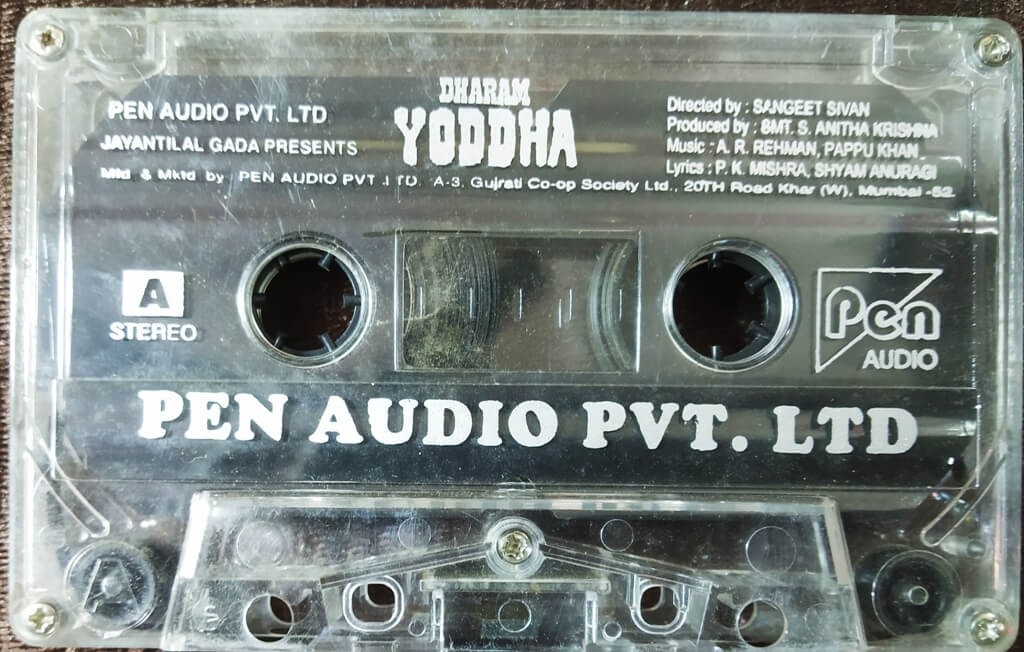 DHARAM
YODDHA
PEN AUDIO PVT. LTD
JAYANTILAL GADA PRESENTS
Directed by : SANGEET SIVAN
Produced by : SMT. S. ANITHA KRISHNA
Music : A. R. REHMAN, PAPPU KHAN
Lyrics : P. K. MISHRA, SHYAM ANURAGI
Mfd & Mktd by PEN AUDIO PVT. LTD. A-3, Gujrati Co-op Society Ltd., 20TH Road Khar (W), Mumbai -52.
A
STEREO
Pen
AUDIO
PEN AUDIO PVT. LTD
A